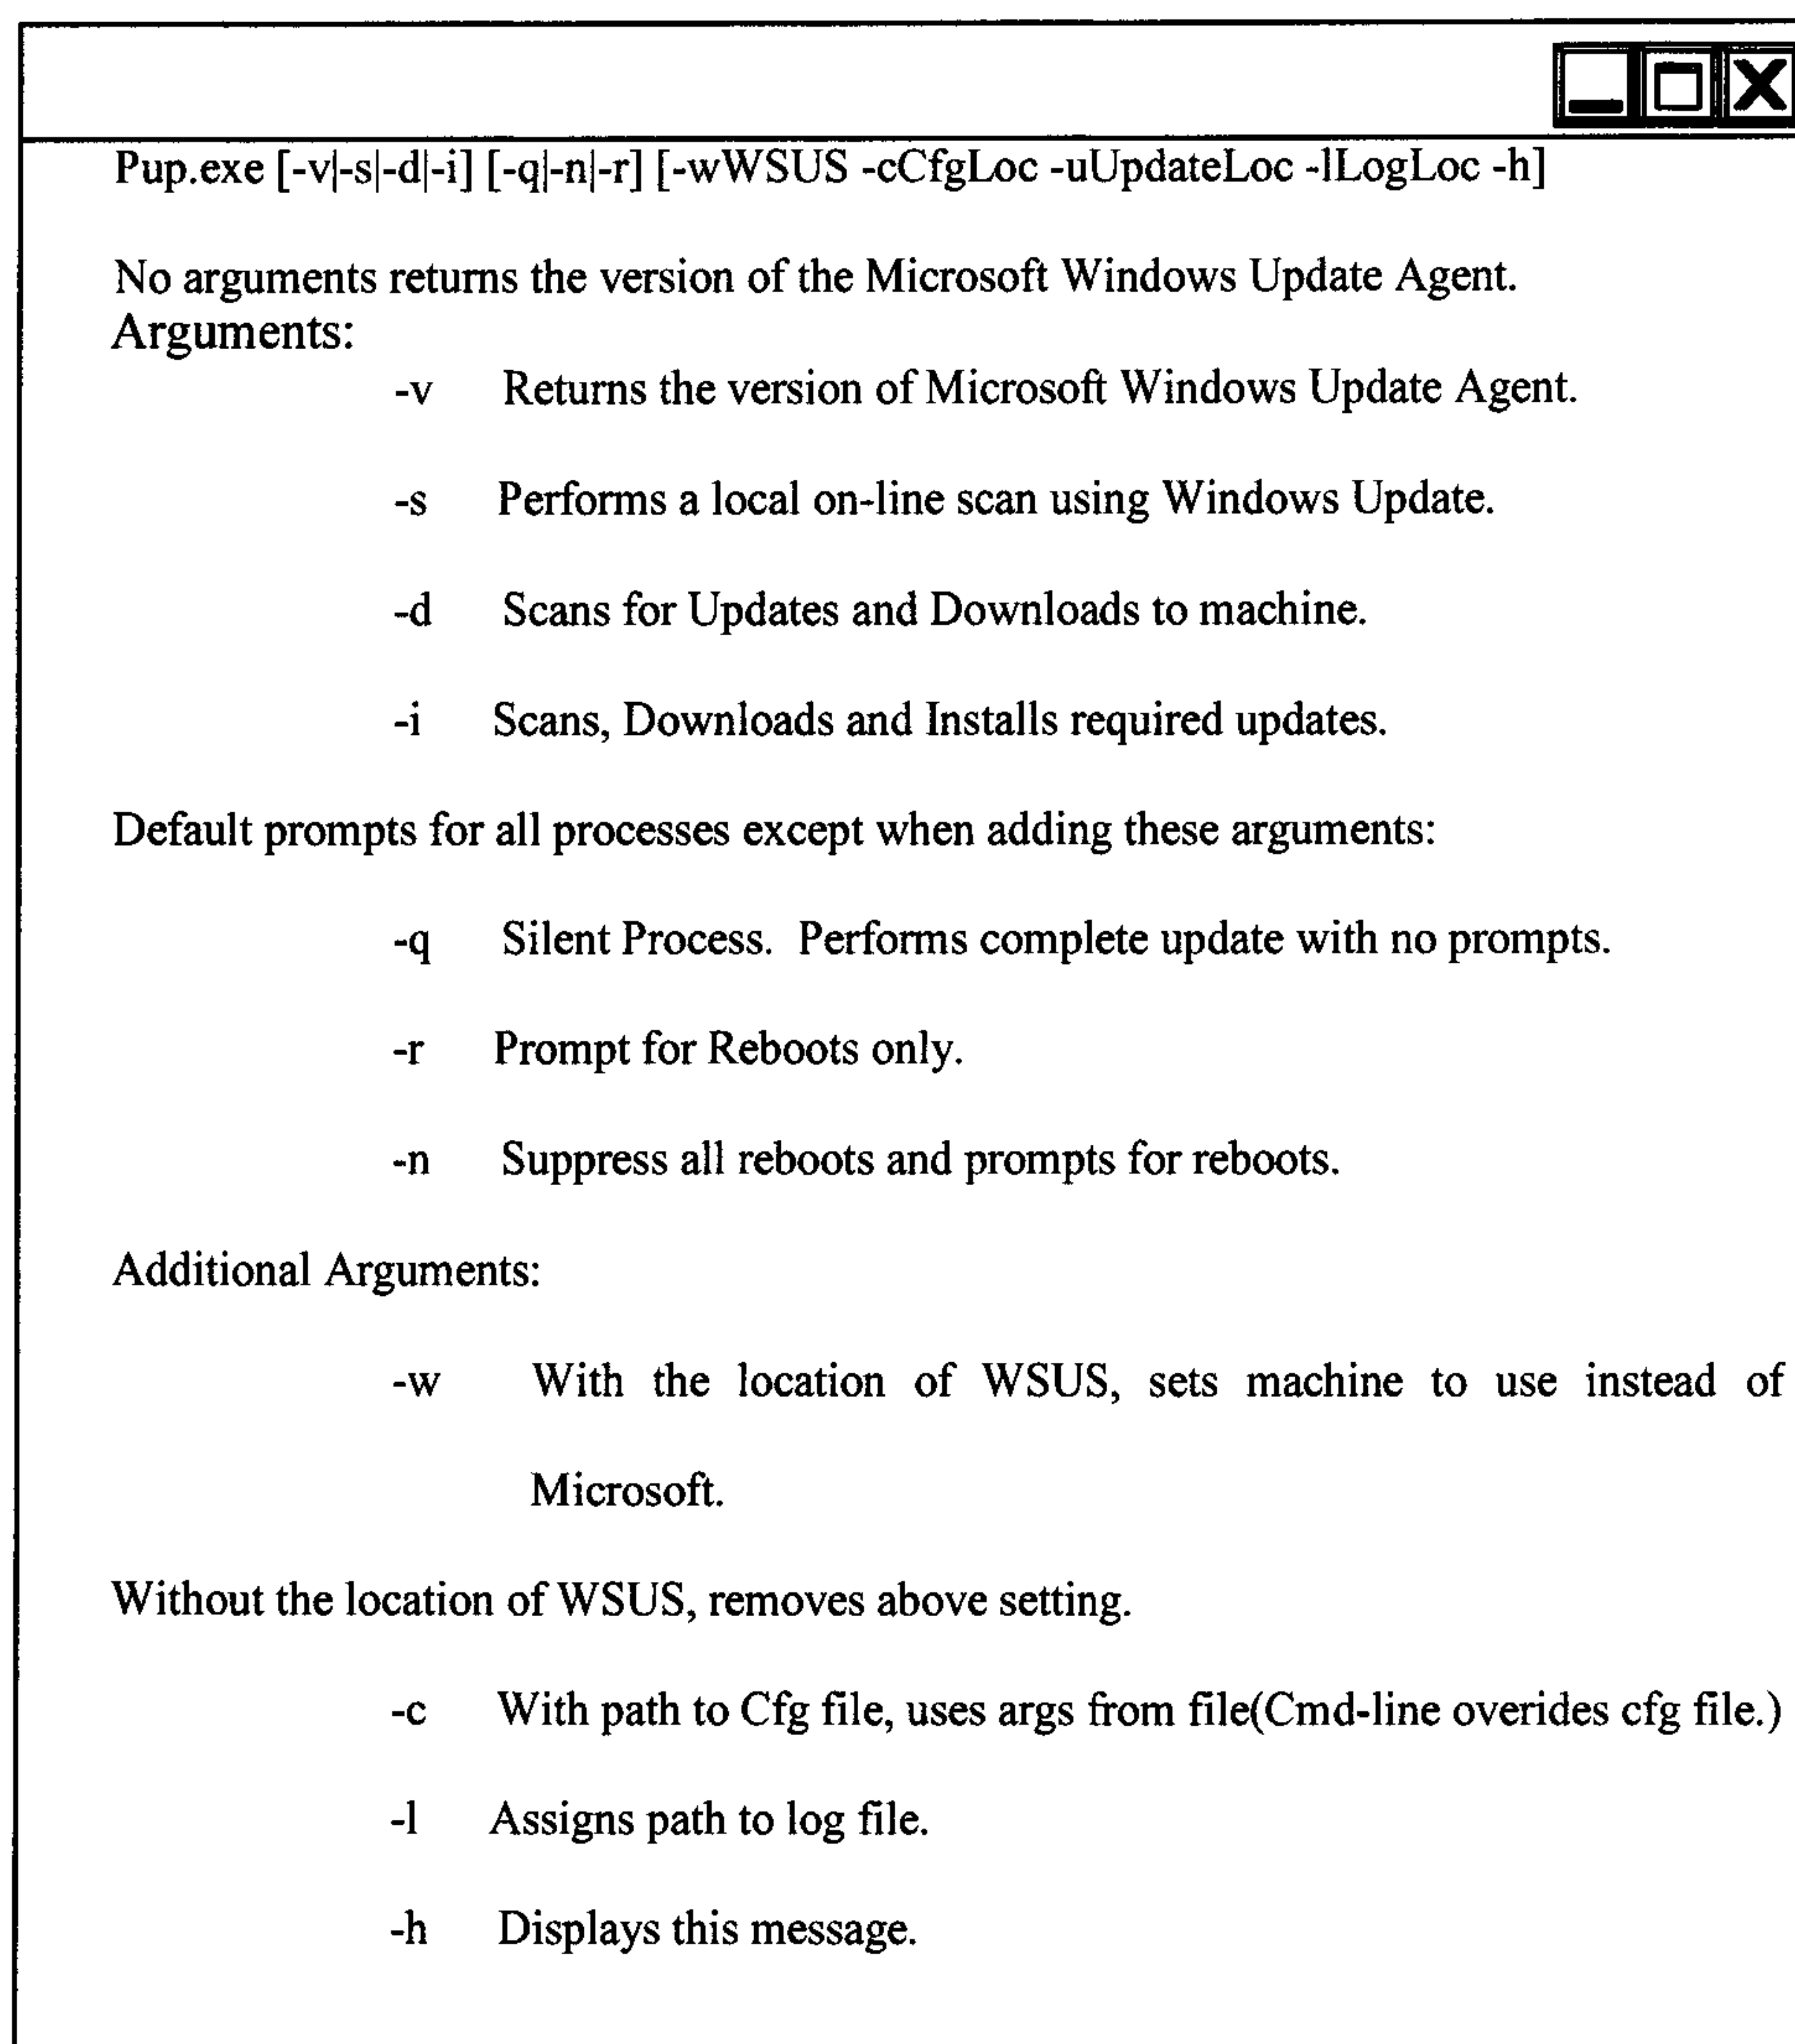 Pup.exe [-v|-s|-d|-i] [-q|-n|-r] [-wWSUS -cCfgLoc -uUpdateLoc -lLogLoc -h]
No arguments returns the version of the Microsoft Windows Update Agent.
Arguments:
-v Returns the version of Microsoft Windows Update Agent.
-s Performs a local on-line scan using Windows Update.
-d Scans for Updates and Downloads to machine.
-i Scans, Downloads and Installs required updates.
Default prompts for all processes except when adding these arguments:
-q Silent Process. Performs complete update with no prompts.
-r Prompt for Reboots only.
-n Suppress all reboots and prompts for reboots.
Additional Arguments:
-w With the location of WSUS, sets machine to use instead of
Microsoft.
Without the location of WSUS, removes above setting.
-c With path to Cfg file, uses args from file(Cmd-line overides cfg file.)
-l Assigns path to log file.
-h Displays this message.